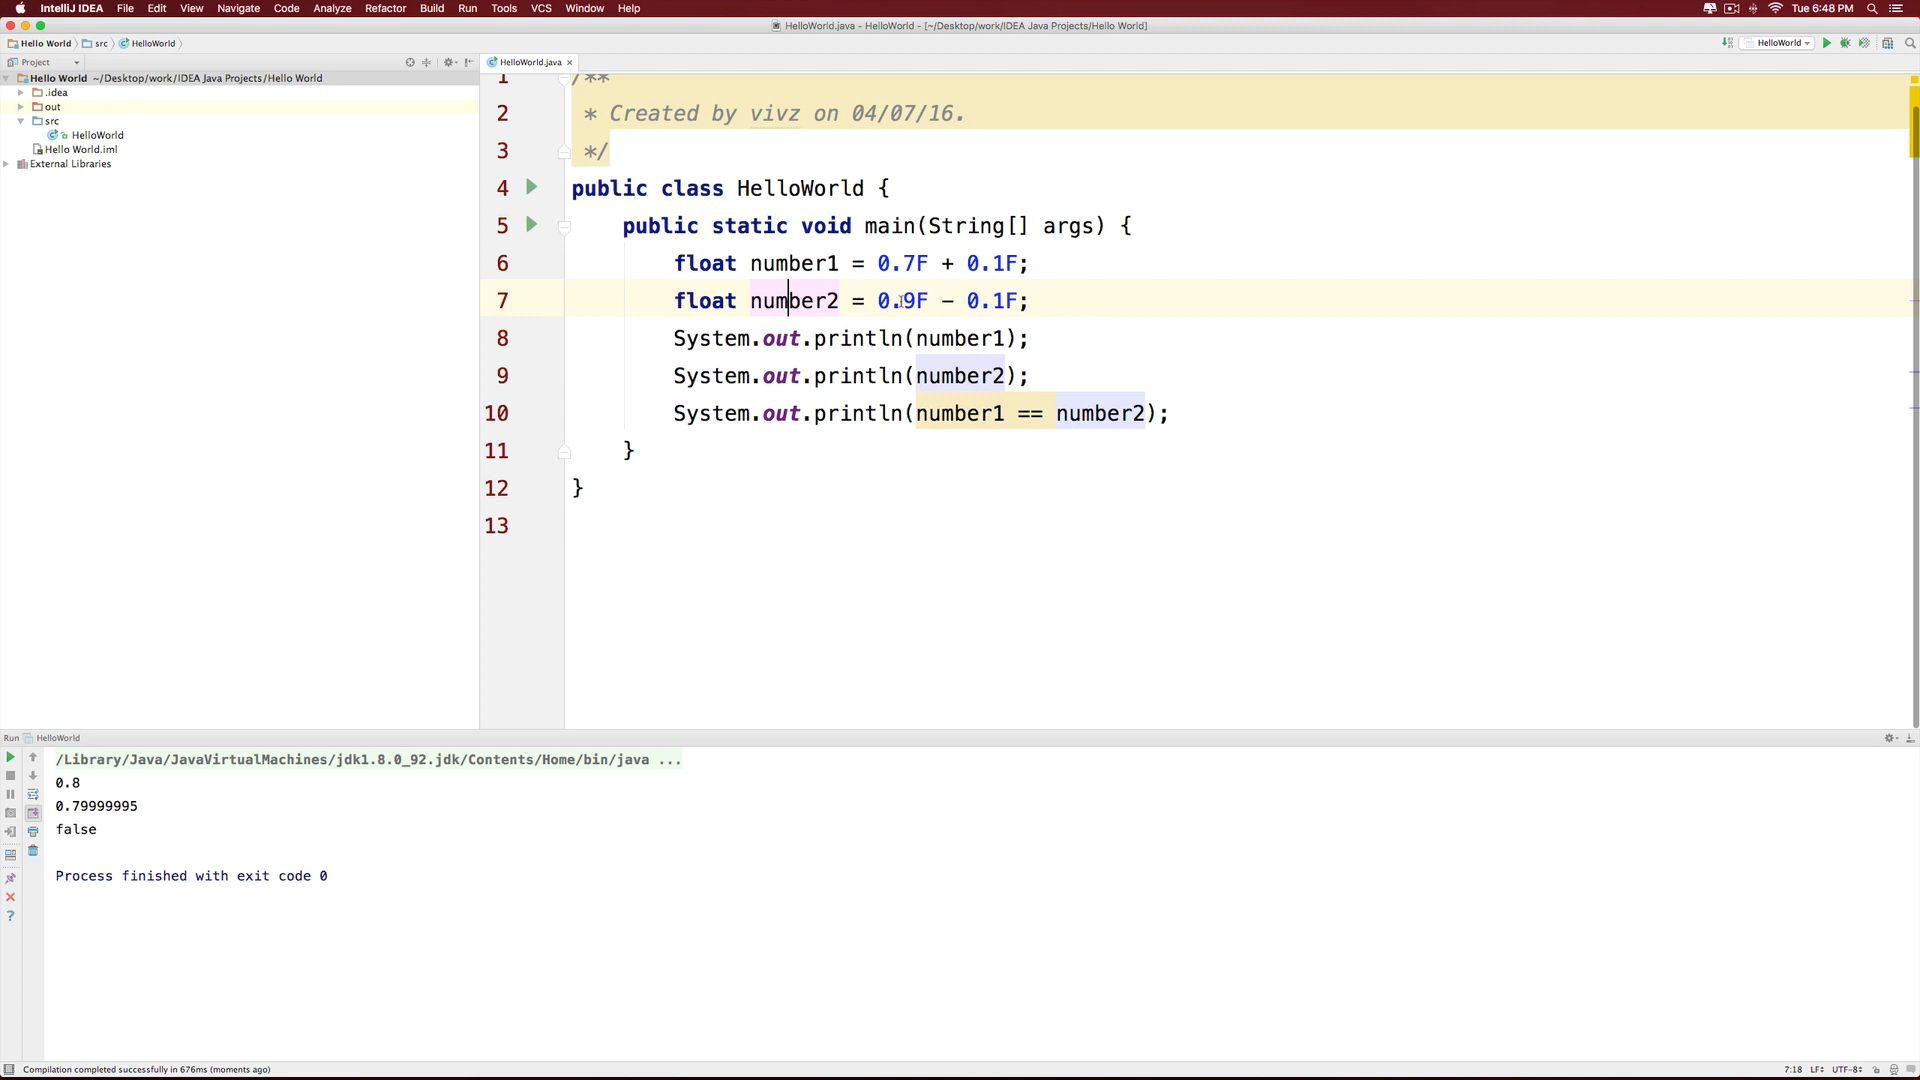 IntelliJ IDEA File Edit View Navigate Code Analyze Refactor Build Run Tools VCS Window Help Tue 6:48 PM
HelloWorld.java - HelloWorld - [~/Desktop/work/IDEA Java Projects/Hello World]
Hello World src HelloWorld HelloWorld
Project HelloWorld.java
Hello World ~/Desktop/work/IDEA Java Projects/Hello World
.idea
out
src
HelloWorld
Hello World.iml
External Libraries
1 /**
2 * Created by vivz on 04/07/16.
3 */
4 public class HelloWorld {
5 public static void main(String[] args) {
6 float number1 = 0.7F + 0.1F;
7 float number2 = 0.9F - 0.1F;
8 System.out.println(number1);
9 System.out.println(number2);
10 System.out.println(number1 == number2);
11 }
12 }
13
Run HelloWorld
/Library/Java/JavaVirtualMachines/jdk1.8.0_92.jdk/Contents/Home/bin/java ...
0.8
0.79999995
false
Process finished with exit code 0
Compilation completed successfully in 676ms (moments ago) 7:18 LF UTF-8